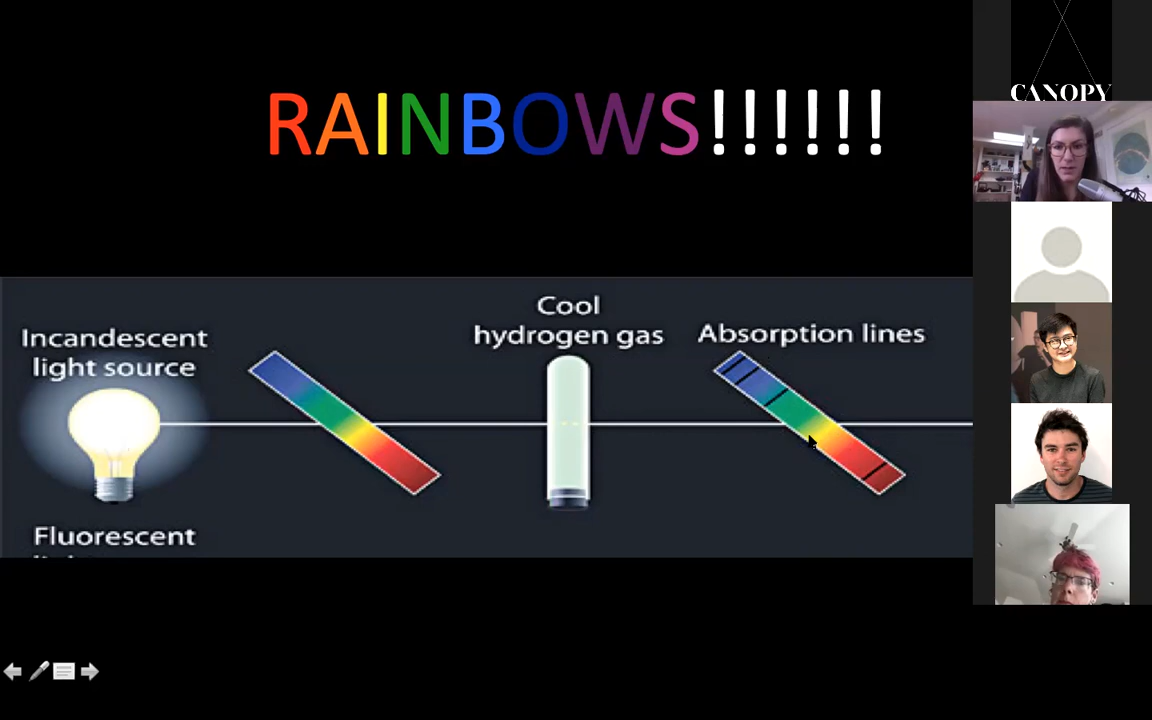 RAINBOWS!!!!!!
CANOPY
Incandescent
light source
Cool
hydrogen gas
Absorption lines
Fluorescent